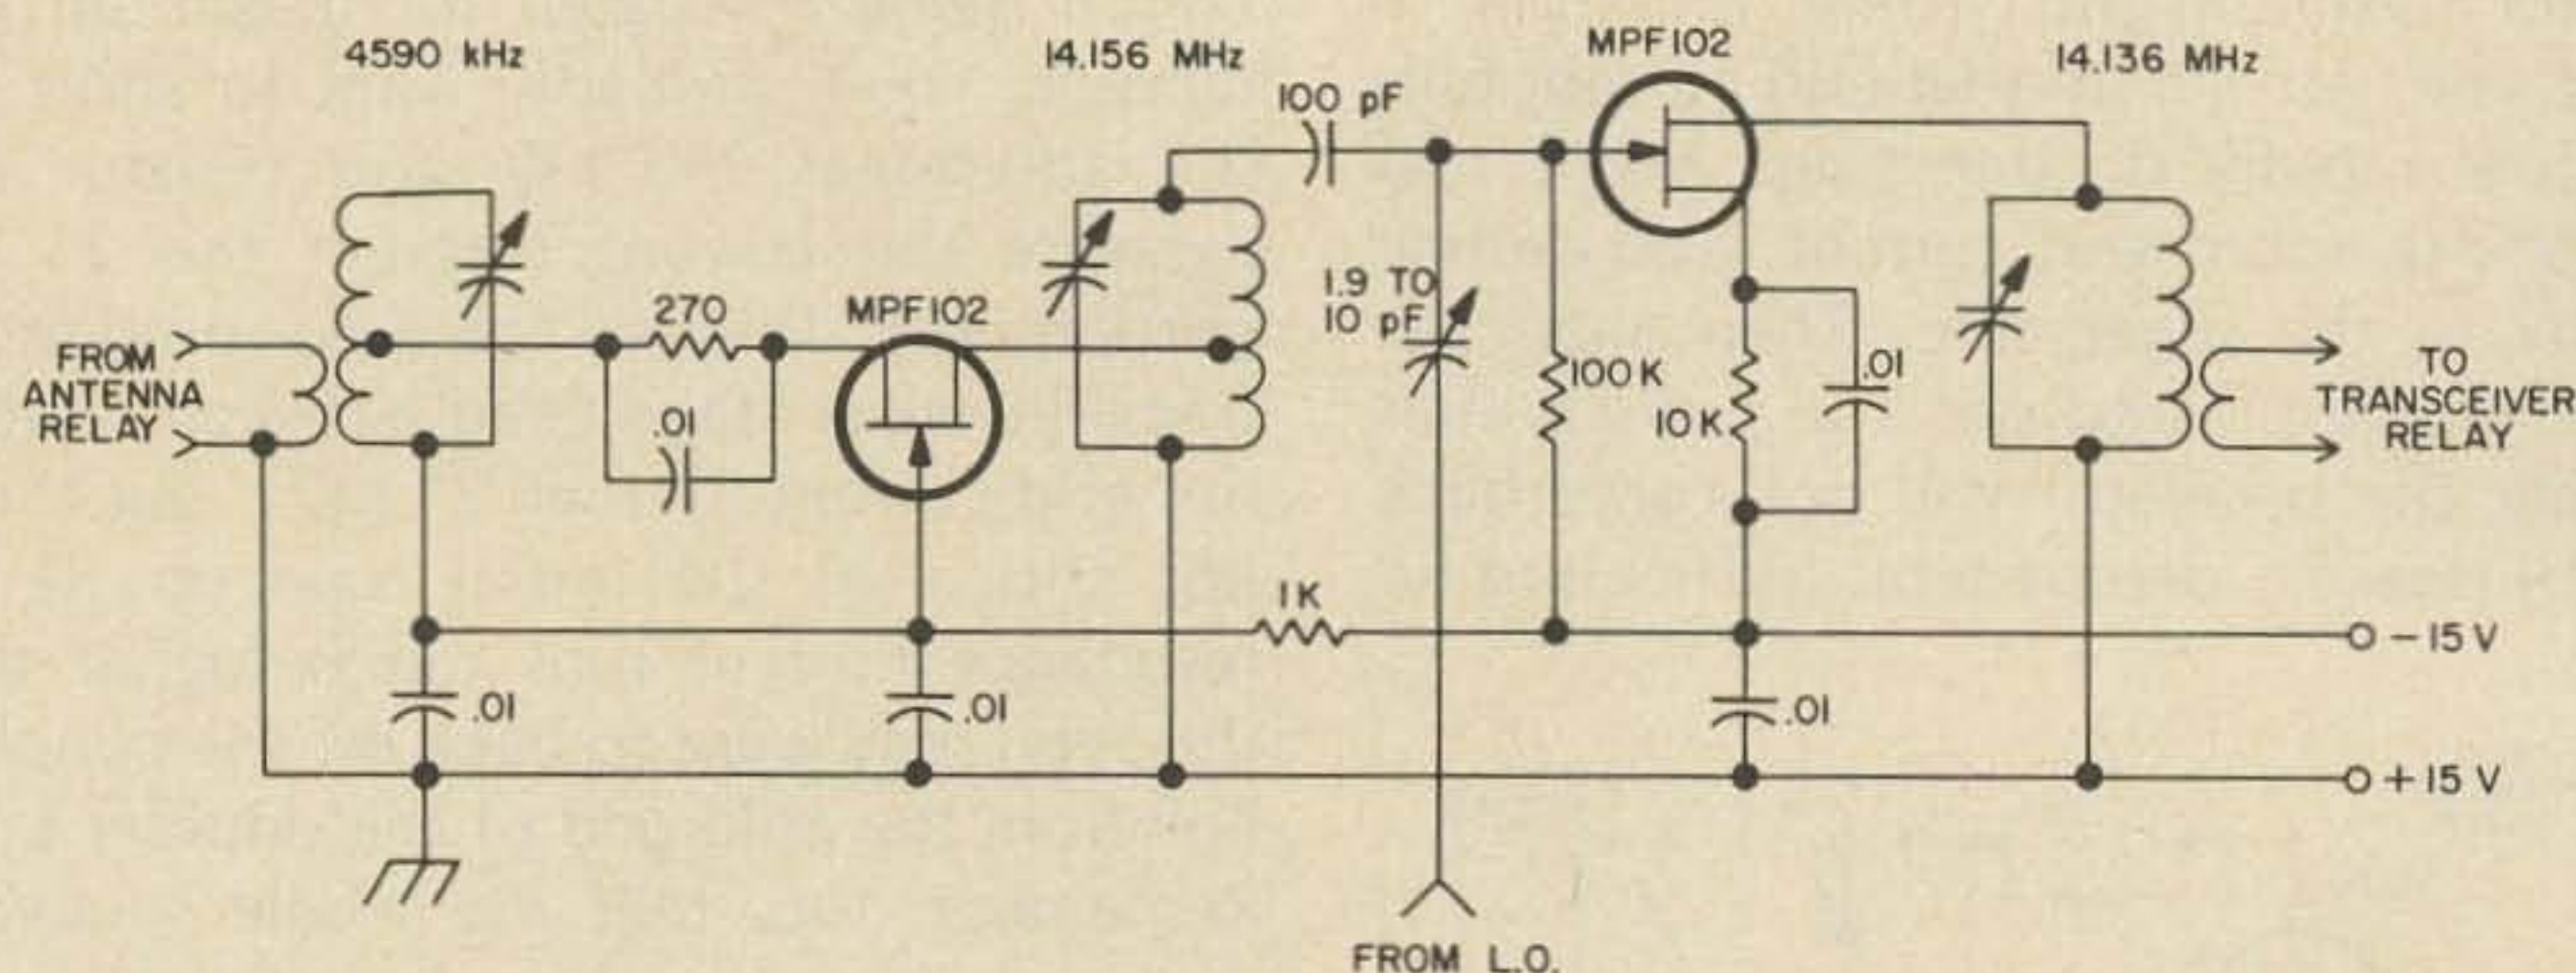 4590 kHz
14.156 MHz
MPF102
14.136 MHz
100 pF
270
MPF102
1.9 TO
10 pF
FROM
ANTENNA
RELAY
.01
100 K
10 K
.01
TO
TRANSCEIVER
RELAY
1 K
– 15 V
.01
.01
.01
+ 15 V
FROM L.O.